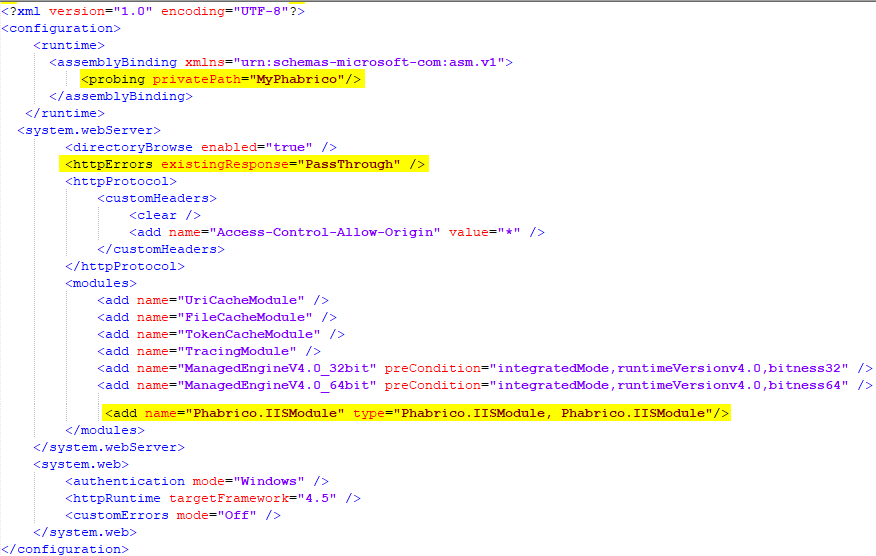 <?xml version="1.0" encoding="UTF-8"?>
<configuration>
<runtime>
<assemblyBinding xmlns="urn:schemas-microsoft-com:asm.v1">
<probing privatePath="MyPhabrico"/>
</assemblyBinding>
</runtime>
<system.webServer>
<directoryBrowse enabled="true" />
<httpErrors existingResponse="PassThrough" />
<httpProtocol>
<customHeaders>
<clear />
<add name="Access-Control-Allow-Origin" value="*" />
</customHeaders>
</httpProtocol>
<modules>
<add name="UriCacheModule" />
<add name="FileCacheModule" />
<add name="TokenCacheModule" />
<add name="TracingModule" />
<add name="ManagedEngineV4.0_32bit" preCondition="integratedMode,runtimeVersionv4.0,bitness32" />
<add name="ManagedEngineV4.0_64bit" preCondition="integratedMode,runtimeVersionv4.0,bitness64" />
<add name="Phabrico.IISModule" type="Phabrico.IISModule, Phabrico.IISModule"/>
</modules>
</system.webServer>
<system.web>
<authentication mode="Windows" />
<httpRuntime targetFramework="4.5" />
<customErrors mode="Off" />
</system.web>
</configuration>